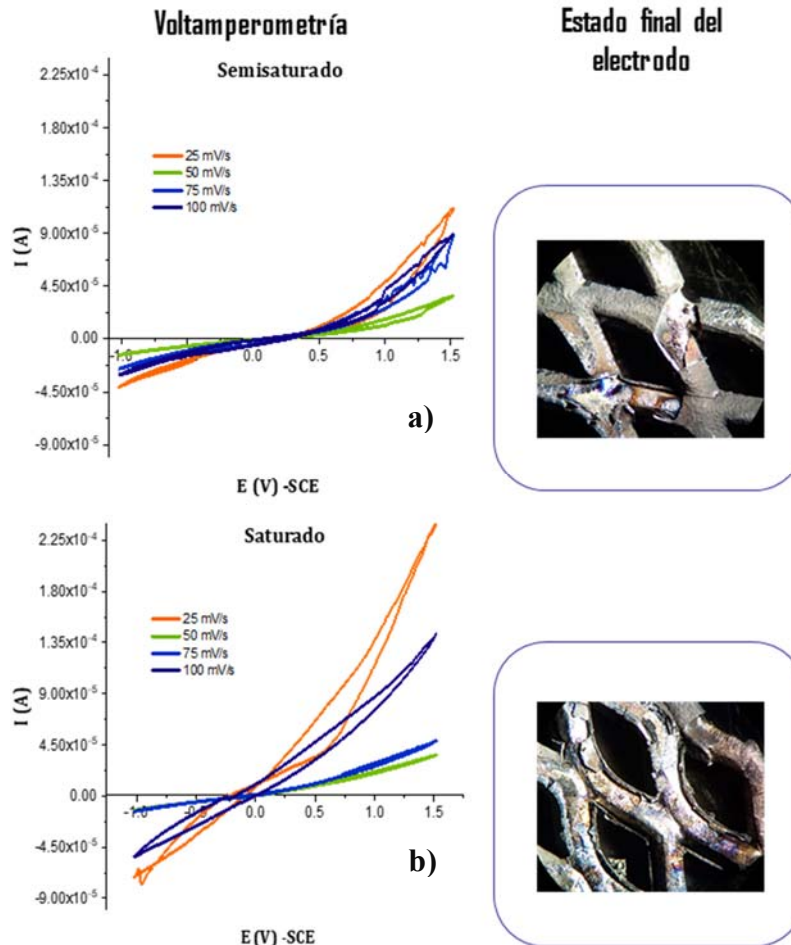 Voltamperometría
Estado final del
electrodo
Semisaturado
2.25x10⁻⁴
1.80x10⁻⁴
1.35x10⁻⁴
9.00x10⁻⁵
4.50x10⁻⁵
0.00
-4.50x10⁻⁵
-9.00x10⁻⁵
I (A)
25 mV/s
50 mV/s
75 mV/s
100 mV/s
-1.0
-0.5
0.0
0.5
1.0
1.5
a)
E (V) -SCE
Saturado
2.25x10⁻⁴
1.80x10⁻⁴
1.35x10⁻⁴
9.00x10⁻⁵
4.50x10⁻⁵
0.00
-4.50x10⁻⁵
-9.00x10⁻⁵
I (A)
25 mV/s
50 mV/s
75 mV/s
100 mV/s
-1.0
-0.5
0.0
0.5
1.0
1.5
b)
E (V) -SCE